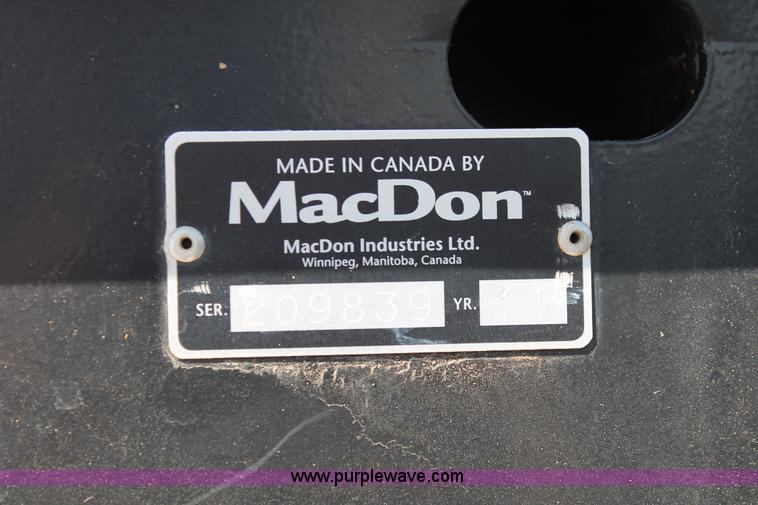 MADE IN CANADA BY
MacDon™
MacDon Industries Ltd.
Winnipeg, Manitoba, Canada
SER. 209839 YR. 11
www.purplewave.com